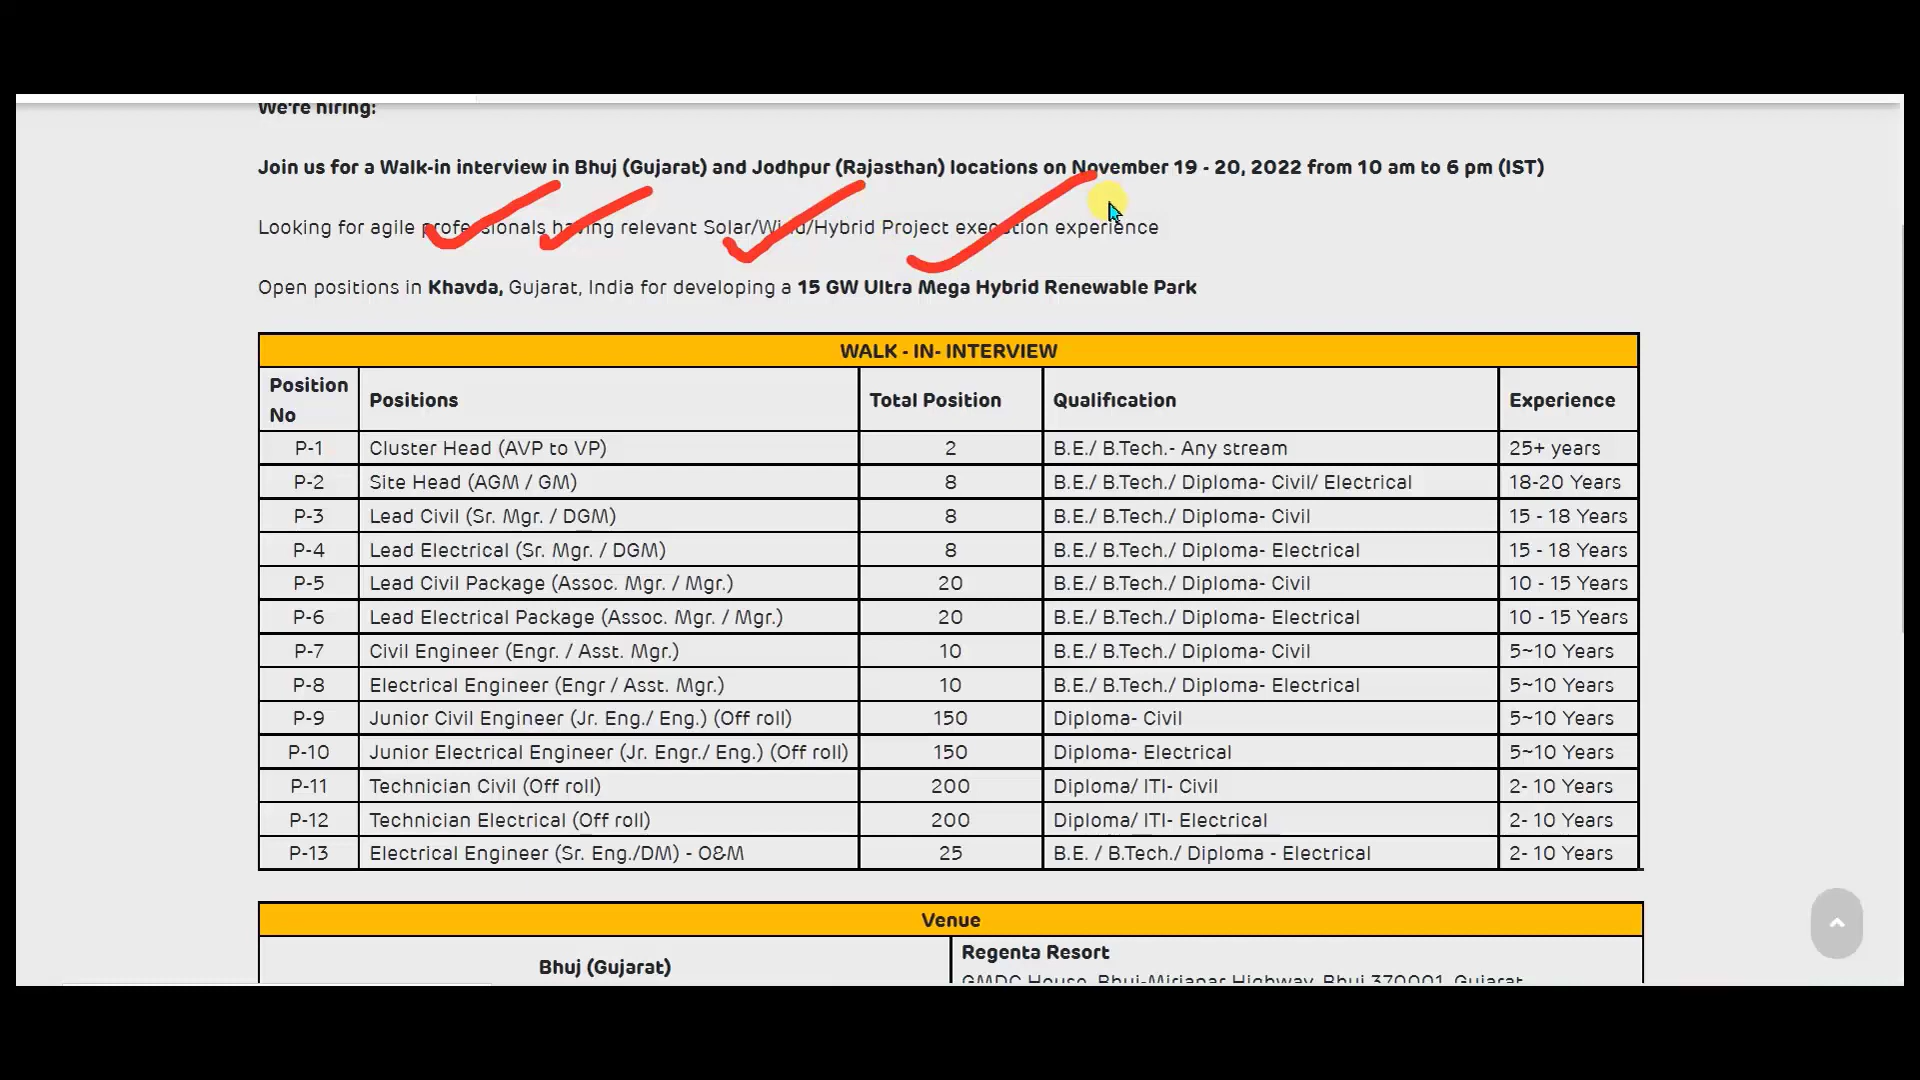 We're hiring:
Join us for a Walk-in interview in Bhuj (Gujarat) and Jodhpur (Rajasthan) locations on November 19 - 20, 2022 from 10 am to 6 pm (IST)
Looking for agile professionals having relevant Solar/Wind/Hybrid Project execution experience
Open positions in Khavda, Gujarat, India for developing a 15 GW Ultra Mega Hybrid Renewable Park
WALK - IN- INTERVIEW
Position No Positions Total Position Qualification Experience
P-1 Cluster Head (AVP to VP) 2 B.E./ B.Tech.- Any stream 25+ years
P-2 Site Head (AGM / GM) 8 B.E./ B.Tech./ Diploma- Civil/ Electrical 18-20 Years
P-3 Lead Civil (Sr. Mgr. / DGM) 8 B.E./ B.Tech./ Diploma- Civil 15 - 18 Years
P-4 Lead Electrical (Sr. Mgr. / DGM) 8 B.E./ B.Tech./ Diploma- Electrical 15 - 18 Years
P-5 Lead Civil Package (Assoc. Mgr. / Mgr.) 20 B.E./ B.Tech./ Diploma- Civil 10 - 15 Years
P-6 Lead Electrical Package (Assoc. Mgr. / Mgr.) 20 B.E./ B.Tech./ Diploma- Electrical 10 - 15 Years
P-7 Civil Engineer (Engr. / Asst. Mgr.) 10 B.E./ B.Tech./ Diploma- Civil 5~10 Years
P-8 Electrical Engineer (Engr / Asst. Mgr.) 10 B.E./ B.Tech./ Diploma- Electrical 5~10 Years
P-9 Junior Civil Engineer (Jr. Eng./ Eng.) (Off roll) 150 Diploma- Civil 5~10 Years
P-10 Junior Electrical Engineer (Jr. Engr./ Eng.) (Off roll) 150 Diploma- Electrical 5~10 Years
P-11 Technician Civil (Off roll) 200 Diploma/ ITI- Civil 2- 10 Years
P-12 Technician Electrical (Off roll) 200 Diploma/ ITI- Electrical 2- 10 Years
P-13 Electrical Engineer (Sr. Eng./DM) - O&M 25 B.E. / B.Tech./ Diploma - Electrical 2- 10 Years
Venue
Bhuj (Gujarat) Regenta Resort
GMDC House, Bhuj-Mirjapar Highway, Bhuj 370001, Gujarat